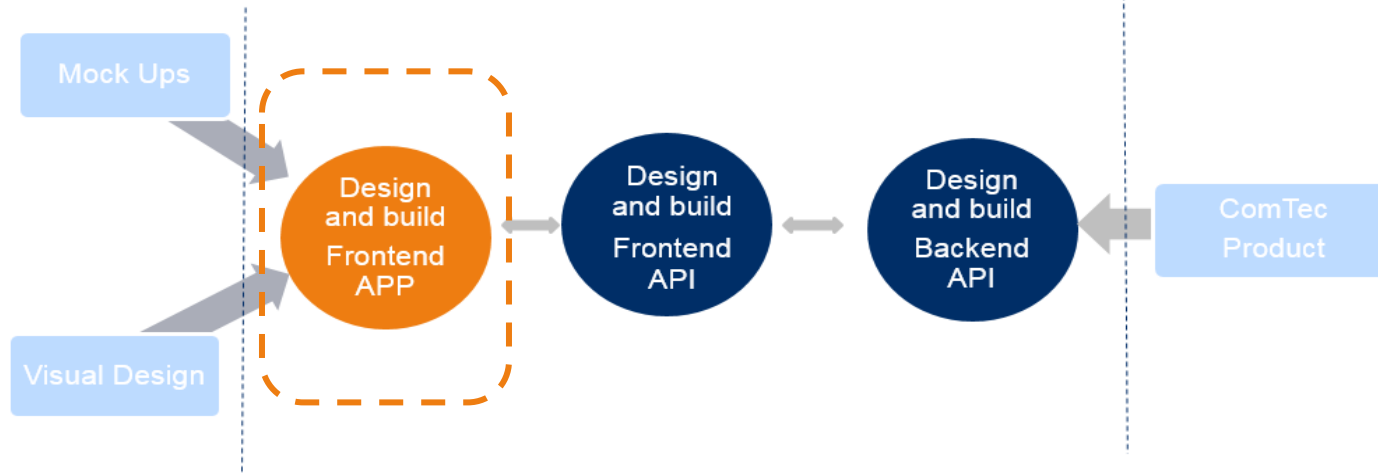 Mock Ups
Visual Design
Design
and build
Frontend
APP
Design
and build
Frontend
API
Design
and build
Backend
API
ComTec
Product